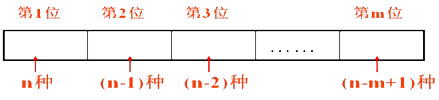 第1位 第2位 第3位 第m位
……
n种 (n-1)种 (n-2)种 (n-m+1)种